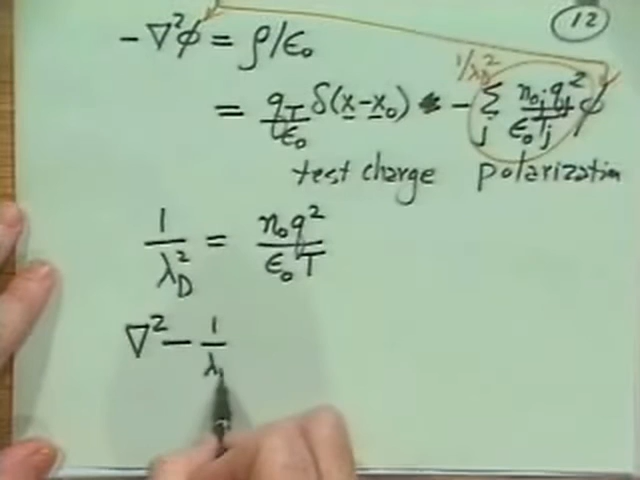 12
-∇²ϕ = ρ/ε₀
1/λ_D²
= q_T/ε₀ δ(x̲-x̲₀) - Σ_j n₀ⱼqⱼ²/ε₀Tⱼ ϕ
test charge polarization
1/λ_D² = n₀q²/ε₀T
∇² - 1/λ